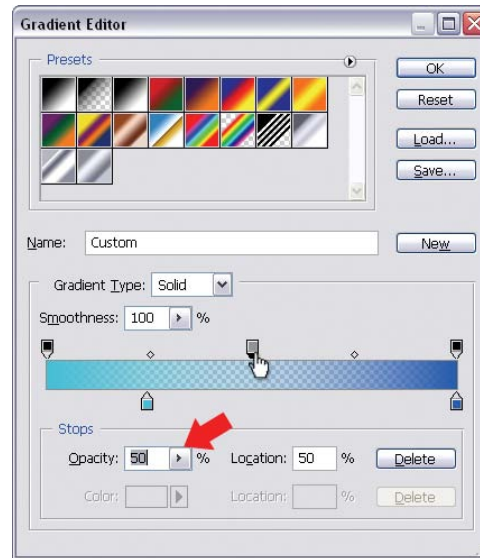 Gradient Editor
Presets
OK
Reset
Load...
Save...
Name: Custom
New
Gradient Type: Solid
Smoothness: 100 %
Stops
Opacity: 50 % Location: 50 % Delete
Color: Location: % Delete